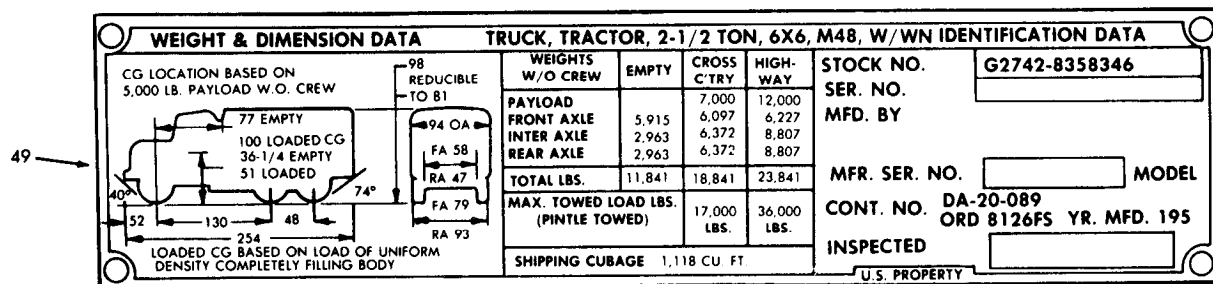 WEIGHT & DIMENSION DATA
TRUCK, TRACTOR, 2-1/2 TON, 6X6, M48, W/WN IDENTIFICATION DATA
CG LOCATION BASED ON
5,000 LB. PAYLOAD W.O. CREW
98
REDUCIBLE
TO B1
77 EMPTY
100 LOADED CG
36-1/4 EMPTY
51 LOADED
94 OA
FA 58
RA 47
FA 79
RA 93
40°
74°
52
130
48
254
LOADED CG BASED ON LOAD OF UNIFORM
DENSITY COMPLETELY FILLING BODY
49
WEIGHTS W/O CREW EMPTY CROSS C'TRY HIGH-WAY
PAYLOAD 7,000 12,000
FRONT AXLE 5,915 6,097 6,227
INTER AXLE 2,963 6,372 8,807
REAR AXLE 2,963 6,372 8,807
TOTAL LBS. 11,841 18,841 23,841
MAX. TOWED LOAD LBS. (PINTLE TOWED) 17,000 LBS. 36,000 LBS.
SHIPPING CUBAGE 1,118 CU. FT.
STOCK NO. G2742-8358346
SER. NO.
MFD. BY
MFR. SER. NO. MODEL
CONT. NO. DA-20-089
ORD 8126FS YR. MFD. 195
INSPECTED
U.S. PROPERTY